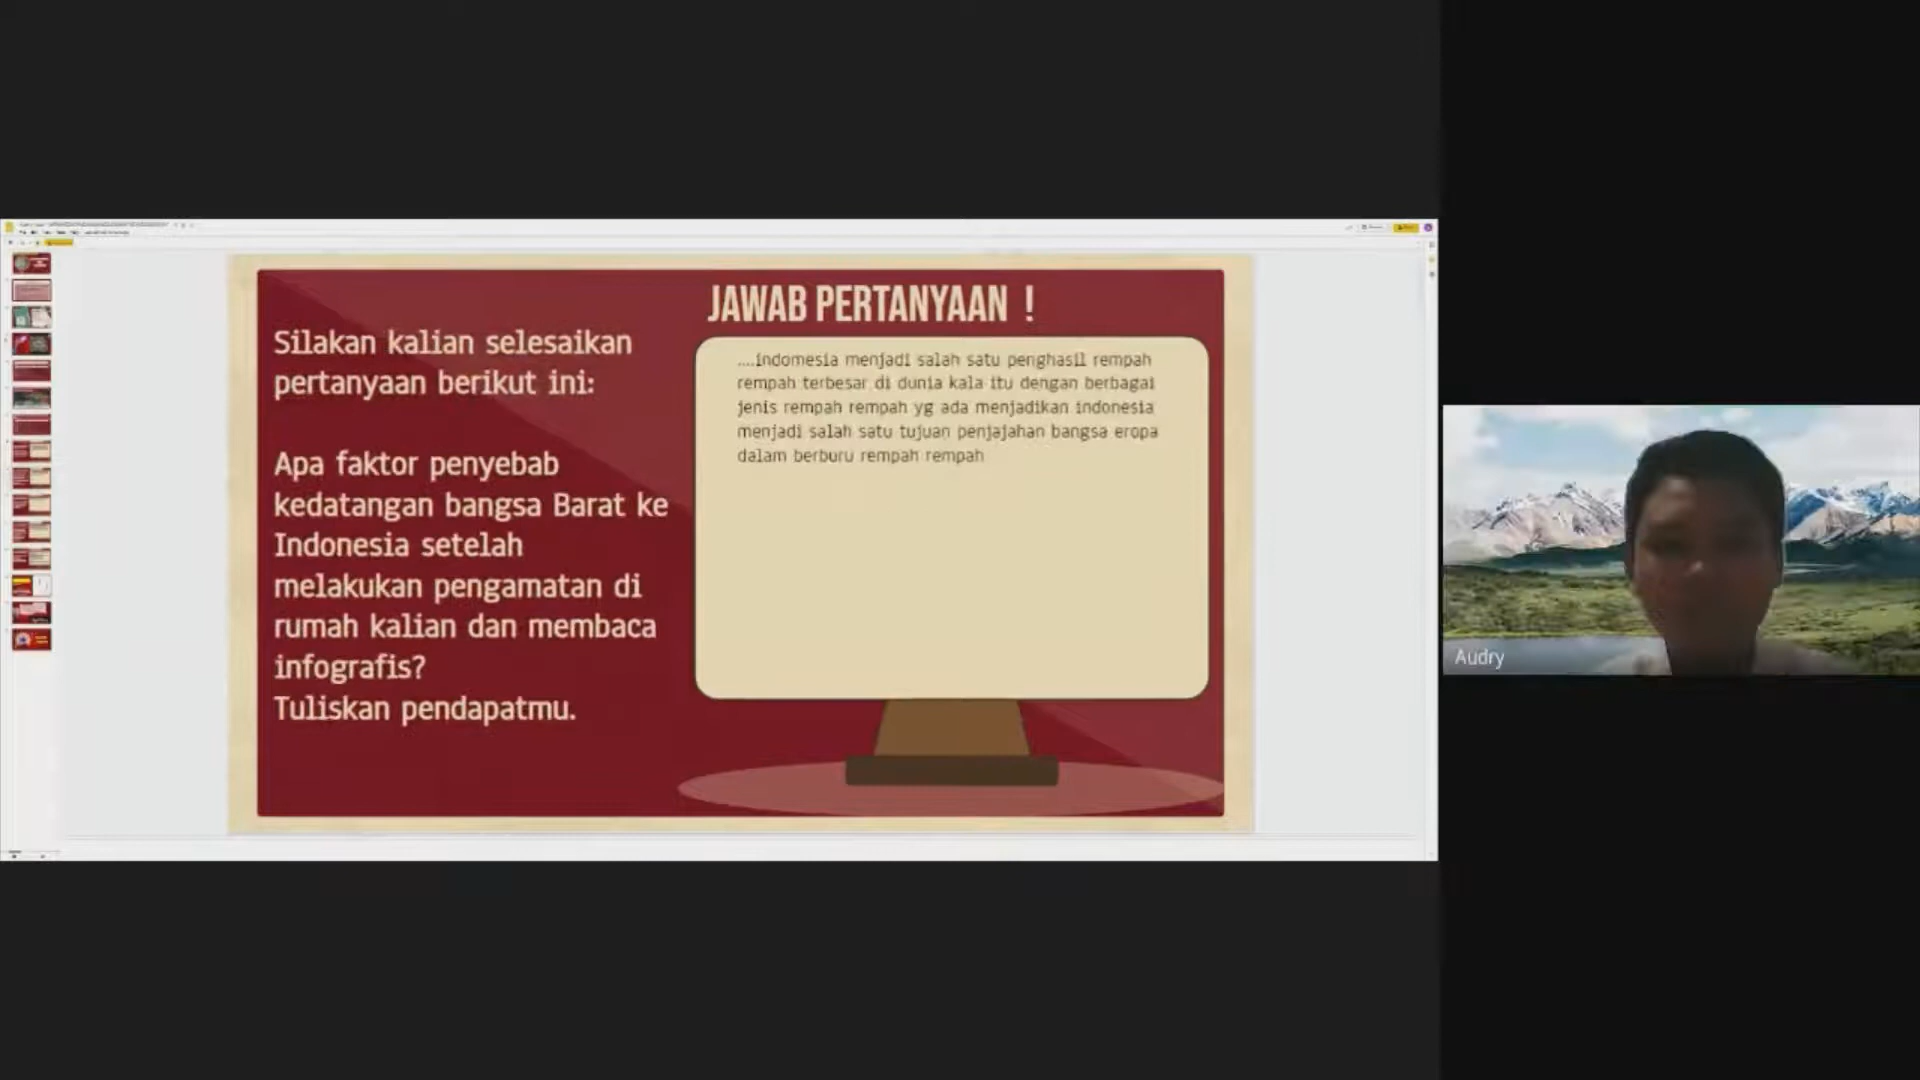 JAWAB PERTANYAAN !
Silakan kalian selesaikan
pertanyaan berikut ini:
Apa faktor penyebab
kedatangan bangsa Barat ke
Indonesia setelah
melakukan pengamatan di
rumah kalian dan membaca
infografis?
Tuliskan pendapatmu.
....indomesia menjadi salah satu penghasil rempah
rempah terbesar di dunia kala itu dengan berbagai
jenis rempah rempah yg ada menjadikan indonesia
menjadi salah satu tujuan penjajahan bangsa eropa
dalam berburu rempah rempah
Audry